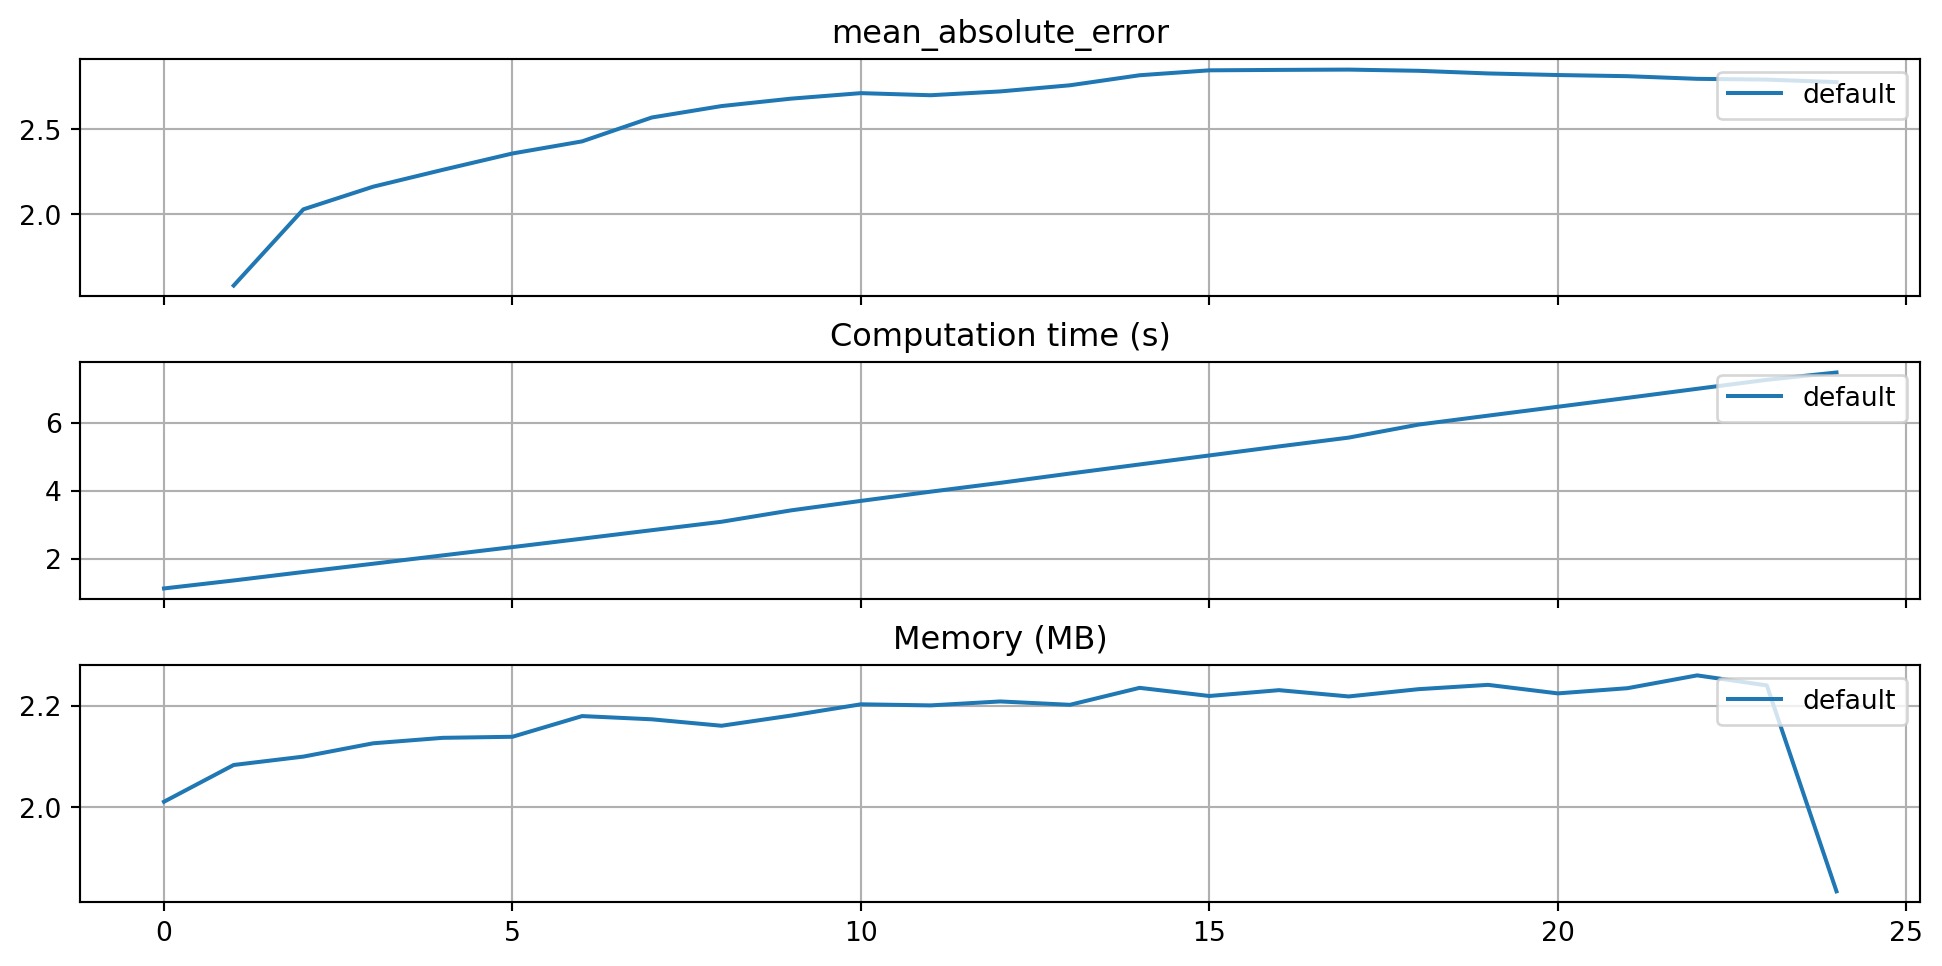 mean_absolute_error
2.5
2.0
default
Computation time (s)
6
4
2
default
Memory (MB)
2.2
2.0
default
0 5 10 15 20 25